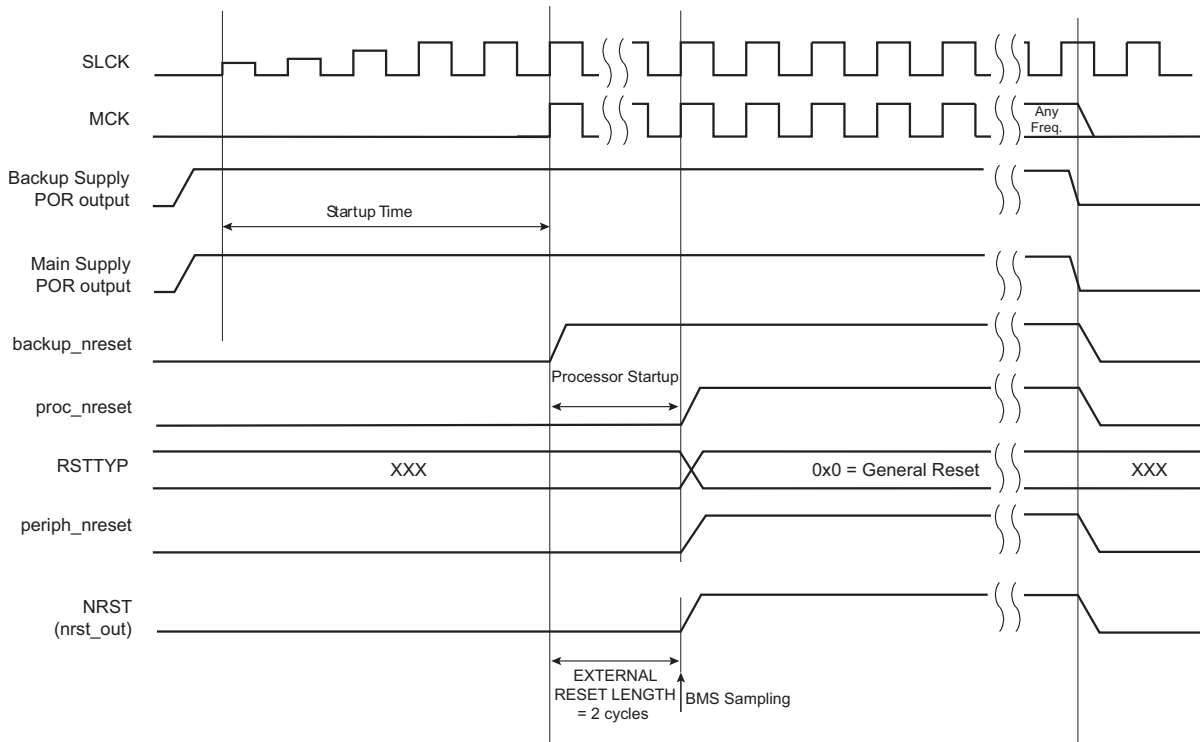 SLCK
MCK
Any
Freq.
Backup Supply
POR output
Startup Time
Main Supply
POR output
backup_nreset
Processor Startup
proc_nreset
RSTTYP
XXX
0x0 = General Reset
XXX
periph_nreset
NRST
(nrst_out)
EXTERNAL
RESET LENGTH
= 2 cycles
BMS Sampling